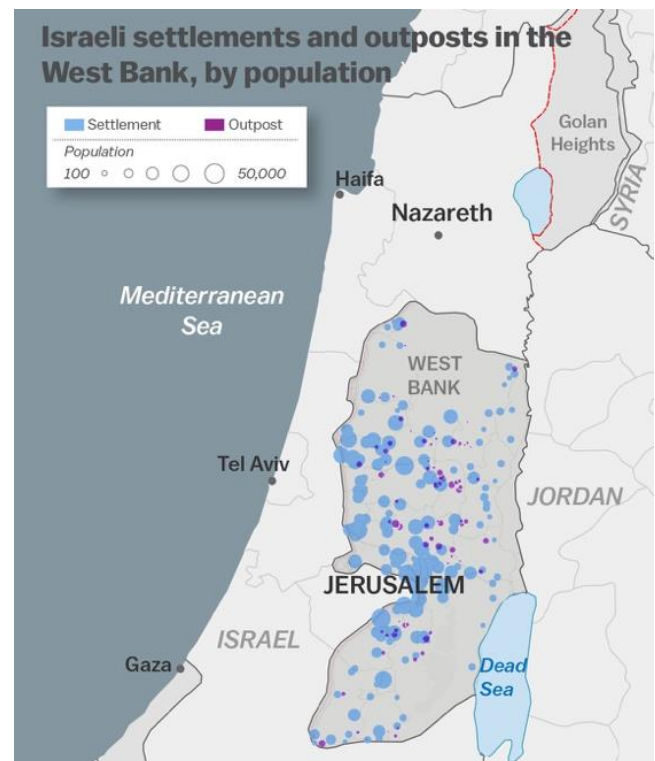 Israeli settlements and outposts in the
West Bank, by population
Settlement Outpost
Population
100 50,000
Golan
Heights
SYRIA
Haifa
Nazareth
Mediterranean
Sea
WEST
BANK
Tel Aviv
JORDAN
JERUSALEM
ISRAEL
Gaza
Dead
Sea